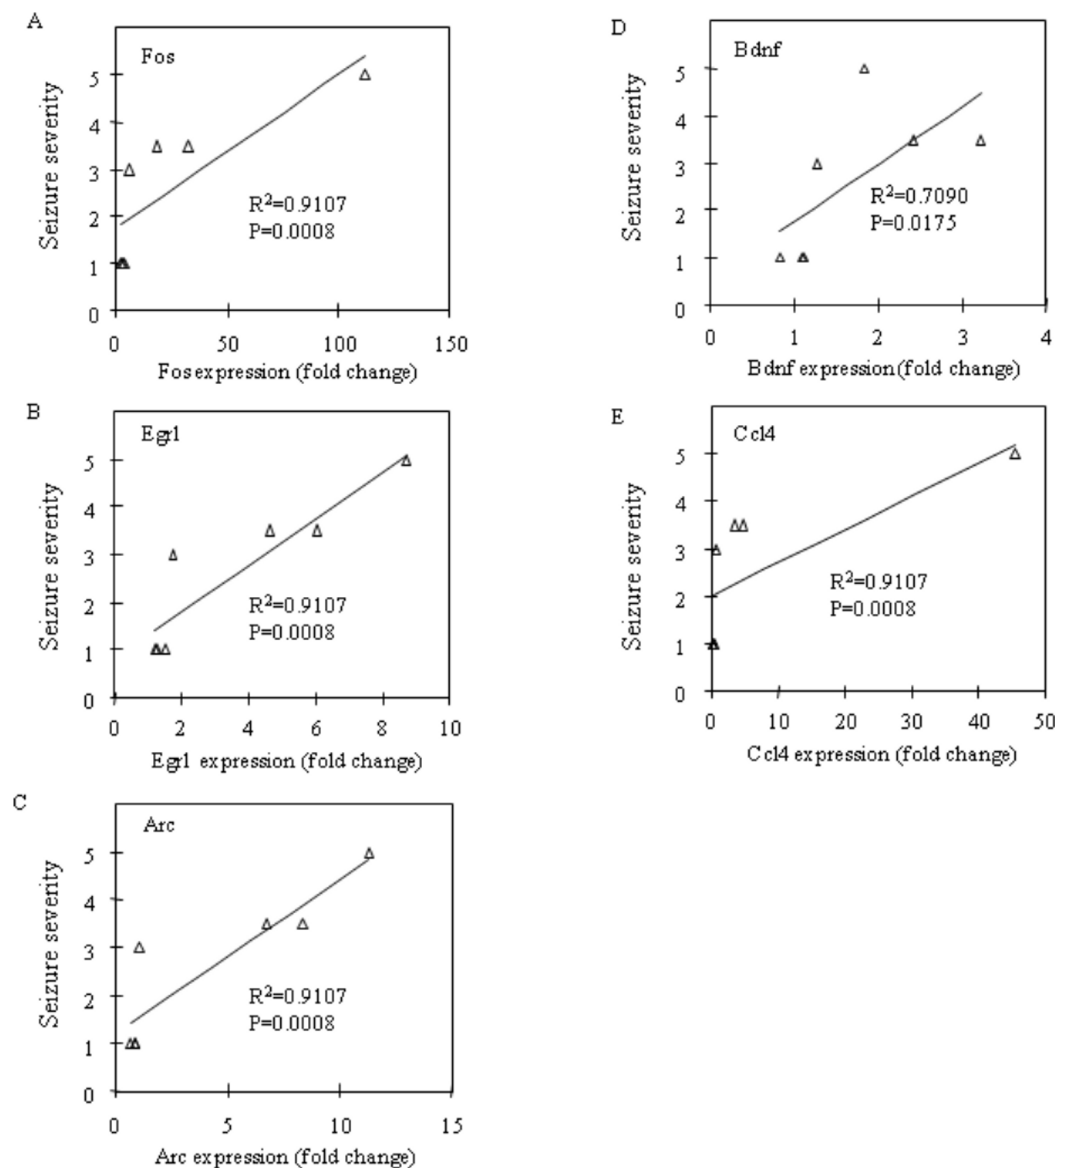 A
Fos
Seizure severity
5
4
3
2
1
0
R²=0.9107
P=0.0008
0 50 100 150
Fos expression (fold change)
B
Egr1
Seizure severity
5
4
3
2
1
0
R²=0.9107
P=0.0008
0 2 4 6 8 10
Egr1 expression (fold change)
C
Arc
Seizure severity
5
4
3
2
1
0
R²=0.9107
P=0.0008
0 5 10 15
Arc expression (fold change)
D
Bdnf
Seizure severity
5
4
3
2
1
0
R²=0.7090
P=0.0175
0 1 2 3 4
Bdnf expression (fold change)
E
Ccl4
Seizure severity
5
4
3
2
1
0
R²=0.9107
P=0.0008
0 10 20 30 40 50
Ccl4 expression (fold change)